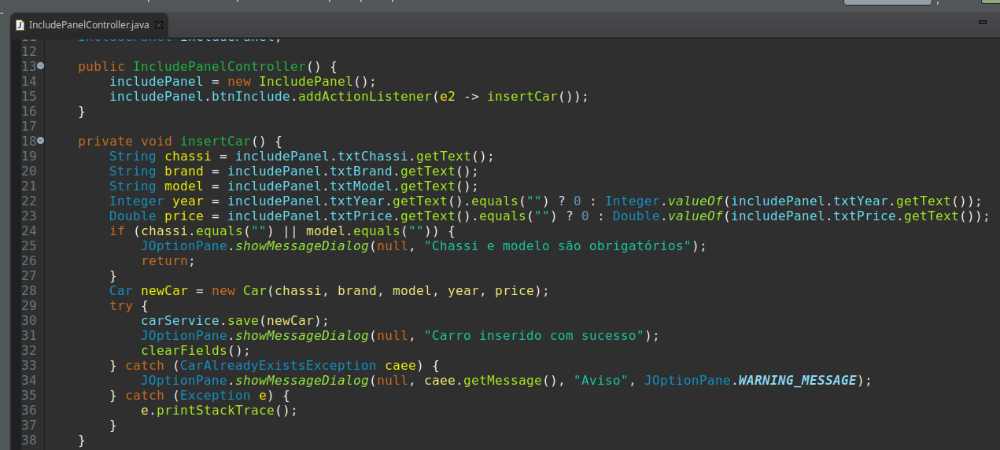 IncludePanelController.java
11 IncludePanel includePanel;
12
13 public IncludePanelController() {
14 includePanel = new IncludePanel();
15 includePanel.btnInclude.addActionListener(e2 -> insertCar());
16 }
17
18 private void insertCar() {
19 String chassi = includePanel.txtChassi.getText();
20 String brand = includePanel.txtBrand.getText();
21 String model = includePanel.txtModel.getText();
22 Integer year = includePanel.txtYear.getText().equals("") ? 0 : Integer.valueOf(includePanel.txtYear.getText());
23 Double price = includePanel.txtPrice.getText().equals("") ? 0 : Double.valueOf(includePanel.txtPrice.getText());
24 if (chassi.equals("") || model.equals("")) {
25 JOptionPane.showMessageDialog(null, "Chassi e modelo são obrigatórios");
26 return;
27 }
28 Car newCar = new Car(chassi, brand, model, year, price);
29 try {
30 carService.save(newCar);
31 JOptionPane.showMessageDialog(null, "Carro inserido com sucesso");
32 clearFields();
33 } catch (CarAlreadyExistsException caee) {
34 JOptionPane.showMessageDialog(null, caee.getMessage(), "Aviso", JOptionPane.WARNING_MESSAGE);
35 } catch (Exception e) {
36 e.printStackTrace();
37 }
38 }